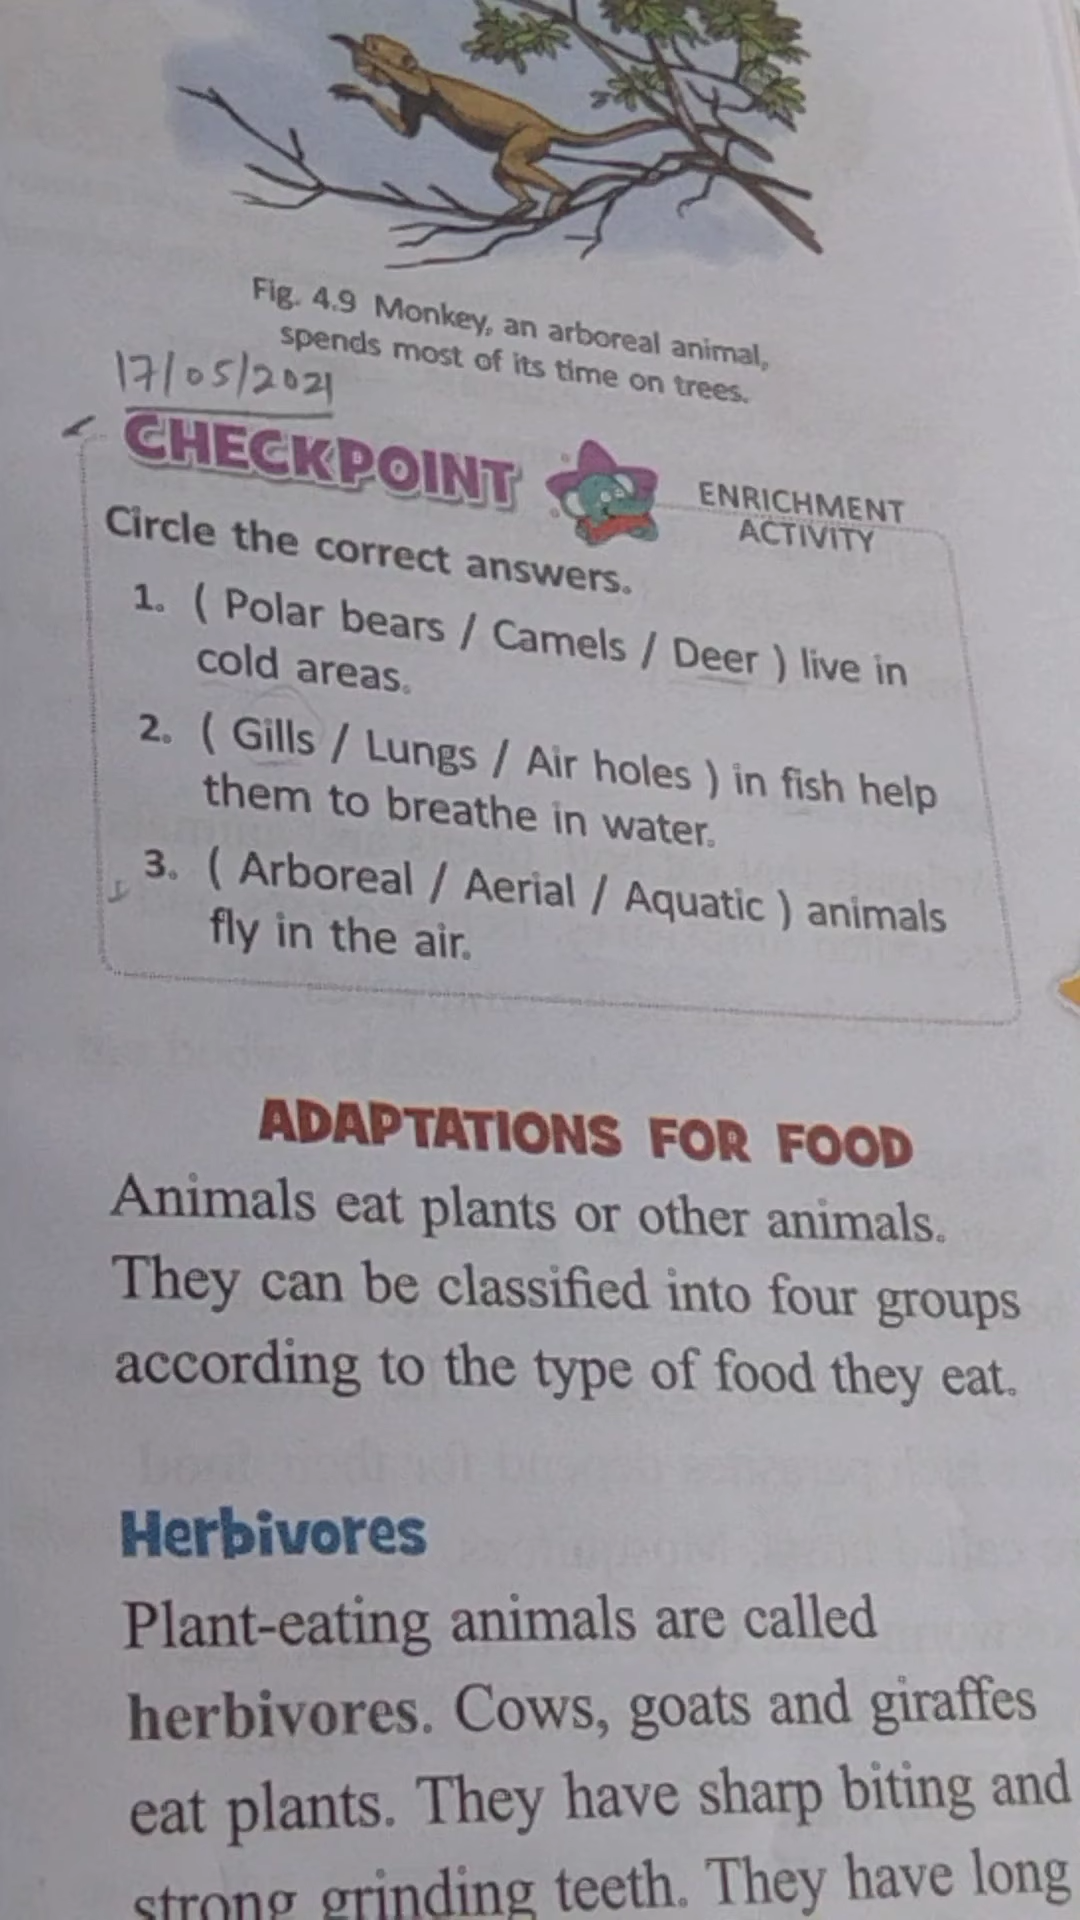 Fig. 4.9 Monkey, an arboreal animal,
spends most of its time on trees.
17/05/2021
CHECKPOINT
ENRICHMENT
ACTIVITY
Circle the correct answers.
1. ( Polar bears / Camels / Deer ) live in
cold areas.
2. ( Gills / Lungs / Air holes ) in fish help
them to breathe in water.
3. ( Arboreal / Aerial / Aquatic ) animals
fly in the air.
ADAPTATIONS FOR FOOD
Animals eat plants or other animals.
They can be classified into four groups
according to the type of food they eat.
Herbivores
Plant-eating animals are called
herbivores. Cows, goats and giraffes
eat plants. They have sharp biting and
strong grinding teeth. They have long